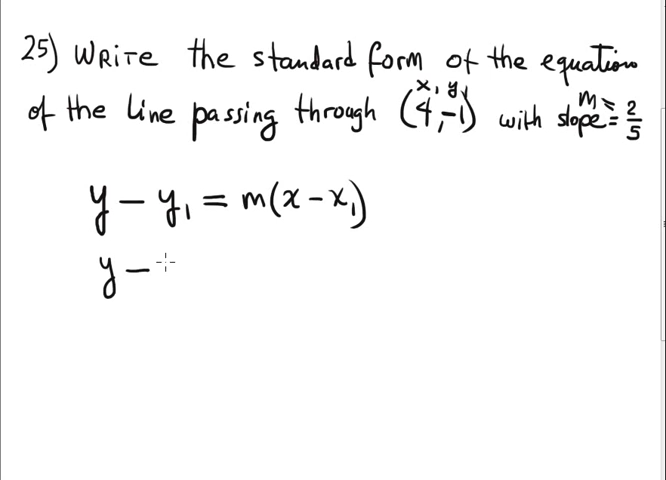 25) Write the standard form of the equation
of the line passing through (4, -1) with slope = 2/5
x, y,
m =
y - y₁ = m(x - x₁)
y -